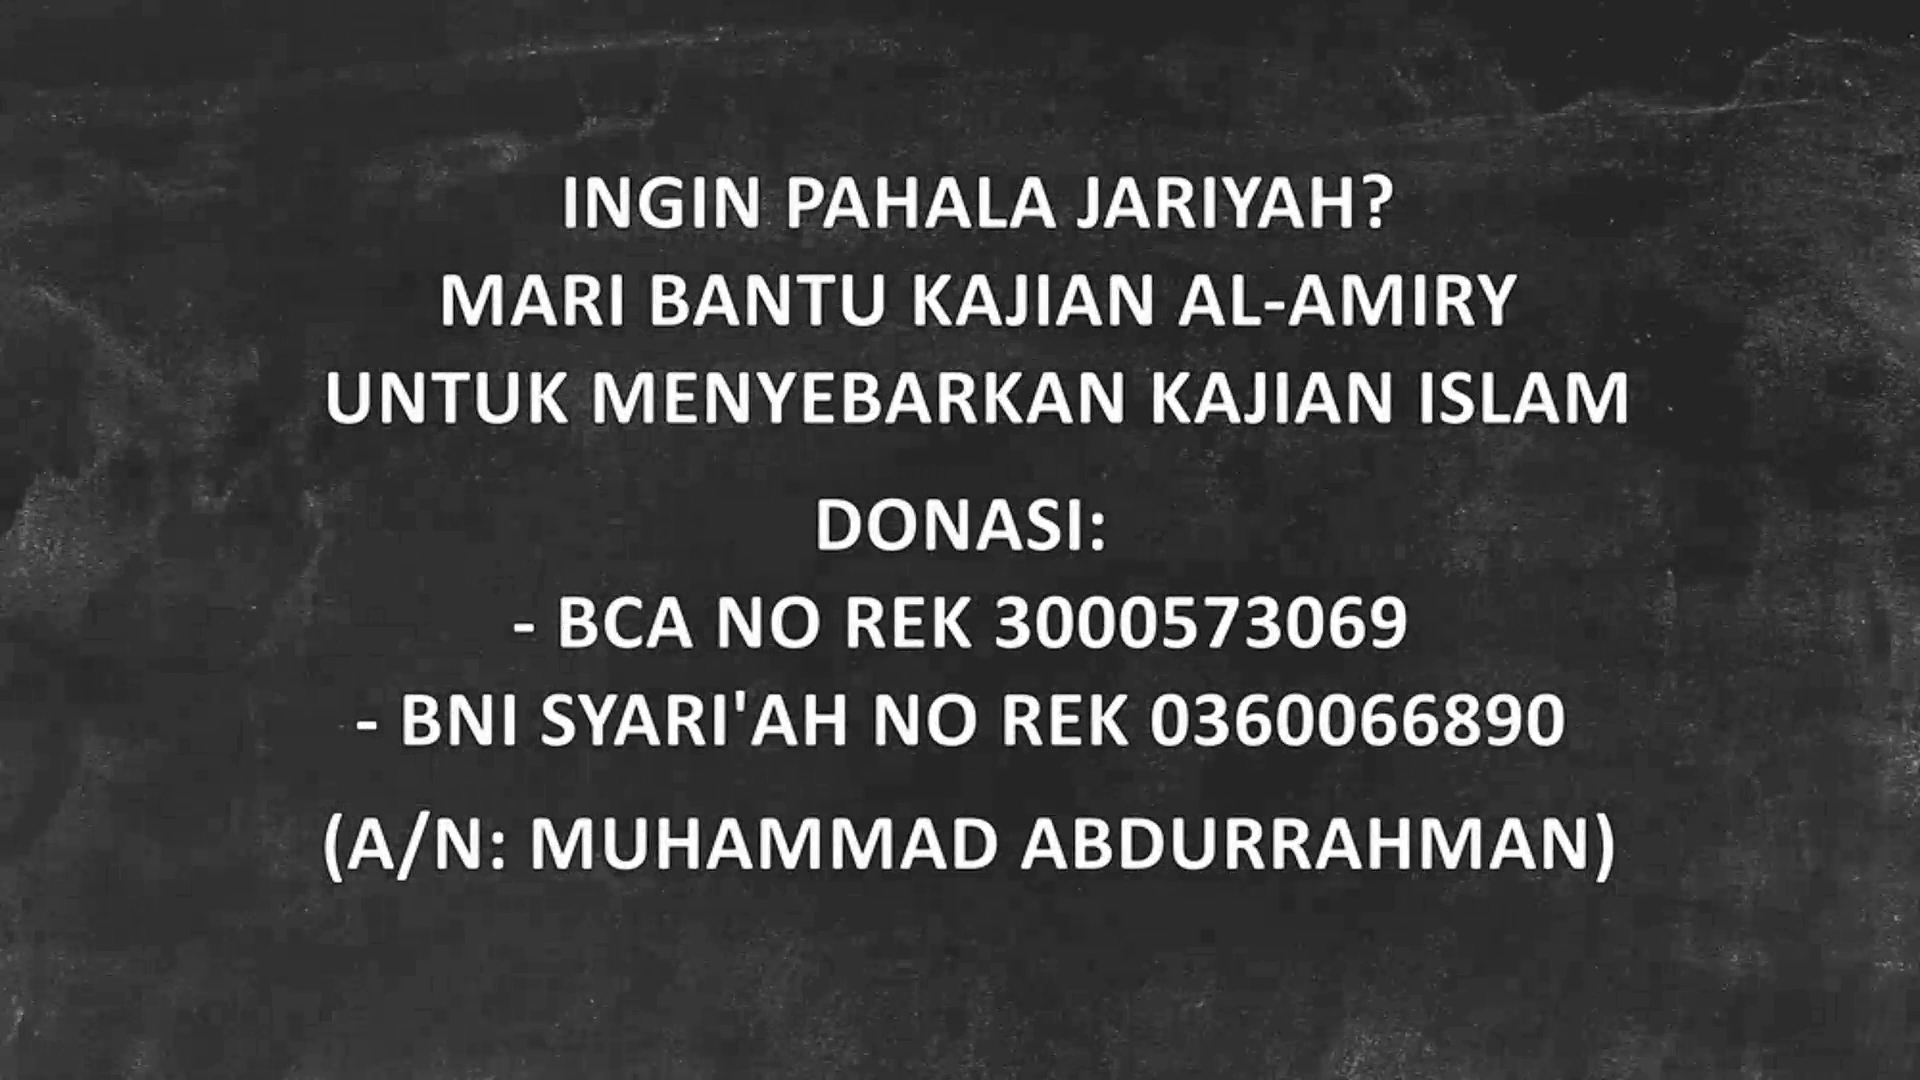 INGIN PAHALA JARIYAH?
MARI BANTU KAJIAN AL-AMIRY
UNTUK MENYEBARKAN KAJIAN ISLAM
DONASI:
- BCA NO REK 3000573069
- BNI SYARI'AH NO REK 0360066890
(A/N: MUHAMMAD ABDURRAHMAN)